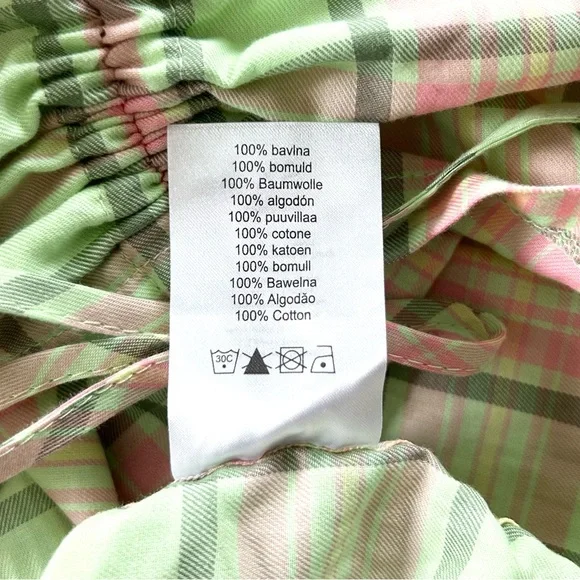 100% bavlna
100% bomuld
100% Baumwolle
100% algodón
100% puuvillaa
100% cotone
100% katoen
100% bomull
100% Bawelna
100% Algodão
100% Cotton
30C